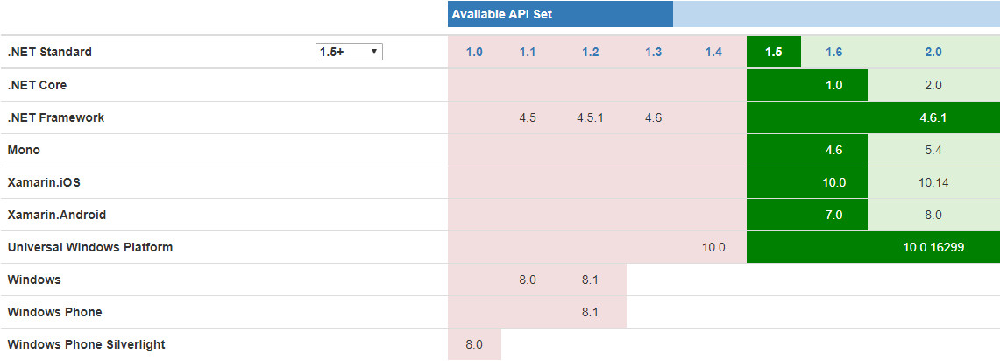 Available API Set
.NET Standard 1.5+ 1.0 1.1 1.2 1.3 1.4 1.5 1.6 2.0
.NET Core 1.0 2.0
.NET Framework 4.5 4.5.1 4.6 4.6.1
Mono 4.6 5.4
Xamarin.iOS 10.0 10.14
Xamarin.Android 7.0 8.0
Universal Windows Platform 10.0 10.0.16299
Windows 8.0 8.1
Windows Phone 8.1
Windows Phone Silverlight 8.0